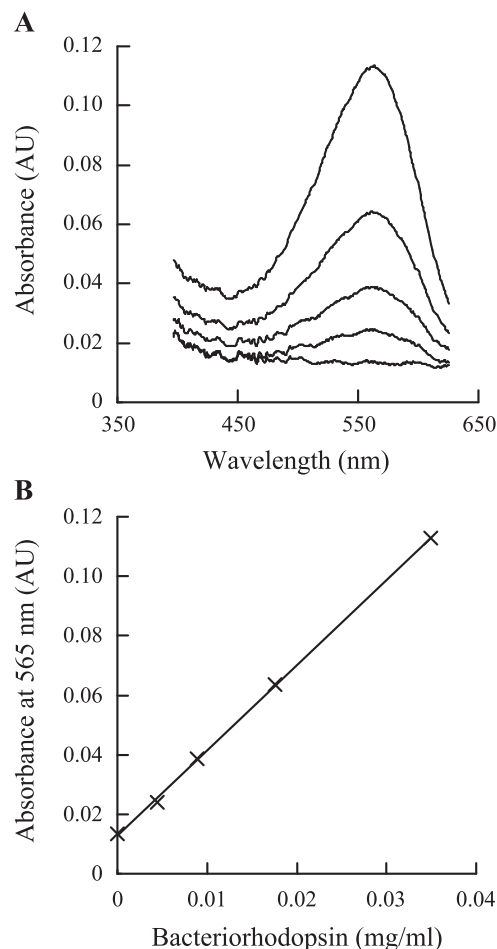 A
0.12
0.10
0.08
0.06
0.04
0.02
0
Absorbance (AU)
350 450 550 650
Wavelength (nm)
B
0.12
0.10
0.08
0.06
0.04
0.02
0
Absorbance at 565 nm (AU)
0 0.01 0.02 0.03 0.04
Bacteriorhodopsin (mg/ml)